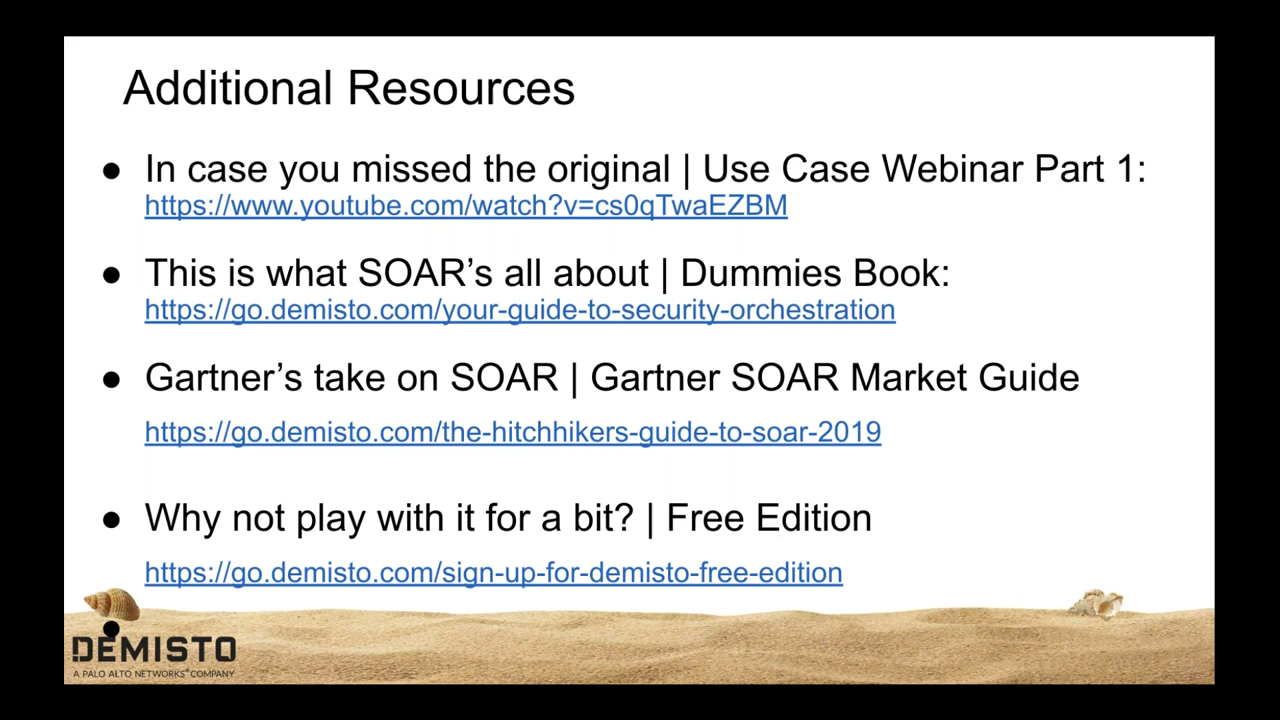 Additional Resources
● In case you missed the original | Use Case Webinar Part 1:
https://www.youtube.com/watch?v=cs0qTwaEZBM
● This is what SOAR’s all about | Dummies Book:
https://go.demisto.com/your-guide-to-security-orchestration
● Gartner’s take on SOAR | Gartner SOAR Market Guide
https://go.demisto.com/the-hitchhikers-guide-to-soar-2019
● Why not play with it for a bit? | Free Edition
https://go.demisto.com/sign-up-for-demisto-free-edition
DEMISTO
A PALO ALTO NETWORKS® COMPANY